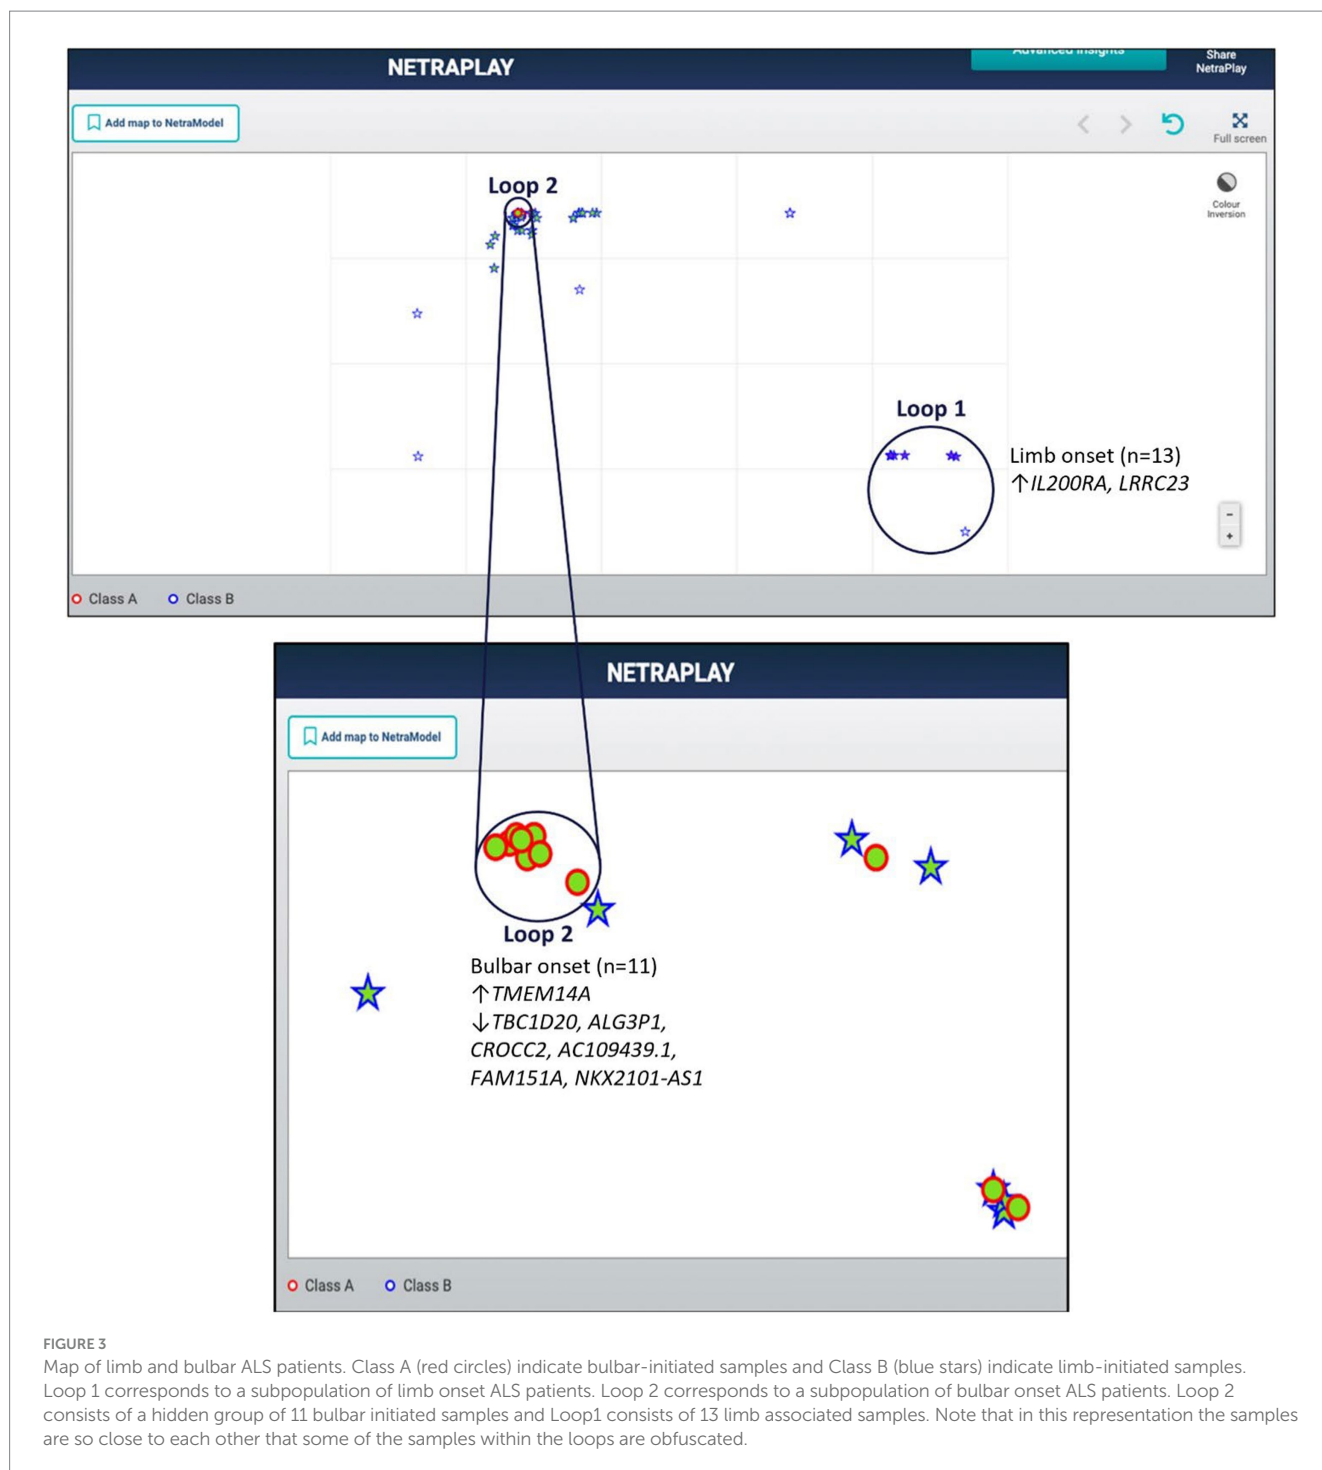 Advanced Insights
Share
NetraPlay
NETRAPLAY
Add map to NetraModel
Full screen
Loop 2
Colour
Inversion
Loop 1
Limb onset (n=13)
↑IL200RA, LRRC23
-
+
Class A
Class B
NETRAPLAY
Add map to NetraModel
Loop 2
Bulbar onset (n=11)
↑TMEM14A
↓TBC1D20, ALG3P1,
CROCC2, AC109439.1,
FAM151A, NKX2101-AS1
Class A
Class B
FIGURE 3
Map of limb and bulbar ALS patients. Class A (red circles) indicate bulbar-initiated samples and Class B (blue stars) indicate limb-initiated samples.
Loop 1 corresponds to a subpopulation of limb onset ALS patients. Loop 2 corresponds to a subpopulation of bulbar onset ALS patients. Loop 2
consists of a hidden group of 11 bulbar initiated samples and Loop1 consists of 13 limb associated samples. Note that in this representation the samples
are so close to each other that some of the samples within the loops are obfuscated.